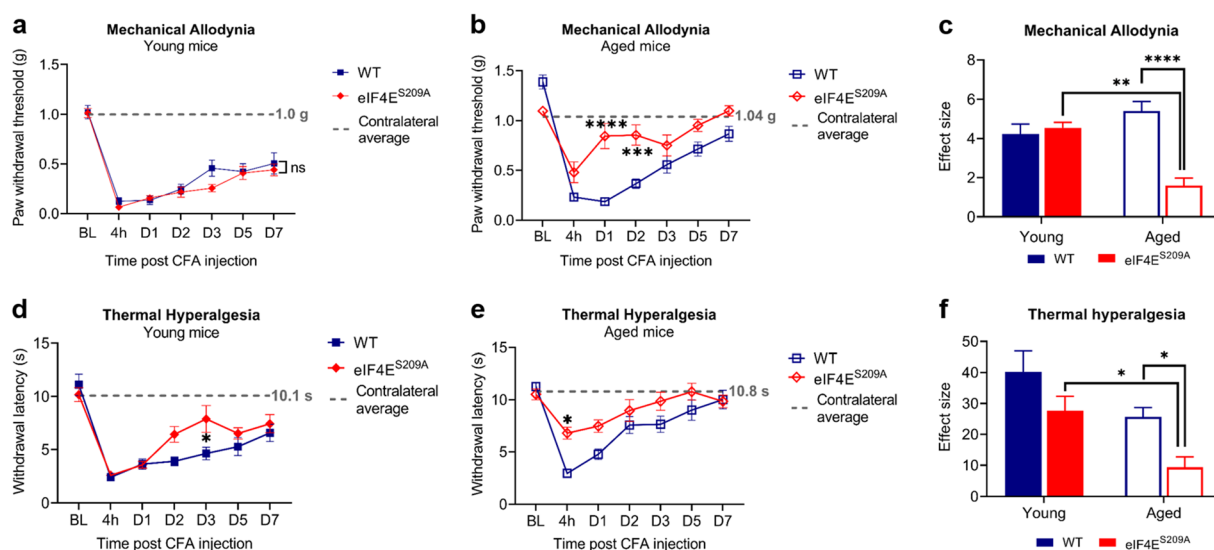 a
Mechanical Allodynia
Young mice
Paw withdrawal threshold (g)
1.5
1.0
0.5
0.0
1.0 g
ns
BL 4h D1 D2 D3 D5 D7
Time post CFA injection
WT
eIF4E^S209A
Contralateral
average
b
Mechanical Allodynia
Aged mice
Paw withdrawal threshold (g)
1.5
1.0
0.5
0.0
****
***
1.04 g
BL 4h D1 D2 D3 D5 D7
Time post CFA injection
WT
eIF4E^S209A
Contralateral
average
c
Mechanical Allodynia
Effect size
8
6
4
2
0
****
**
Young Aged
WT eIF4E^S209A
d
Thermal Hyperalgesia
Young mice
Withdrawal latency (s)
15
10
5
0
10.1 s
*
BL 4h D1 D2 D3 D5 D7
Time post CFA injection
WT
eIF4E^S209A
Contralateral
average
e
Thermal Hyperalgesia
Aged mice
Withdrawal latency (s)
15
10
5
0
*
10.8 s
BL 4h D1 D2 D3 D5 D7
Time post CFA injection
WT
eIF4E^S209A
Contralateral
average
f
Thermal hyperalgesia
Effect size
50
40
30
20
10
0
*
*
Young Aged
WT eIF4E^S209A